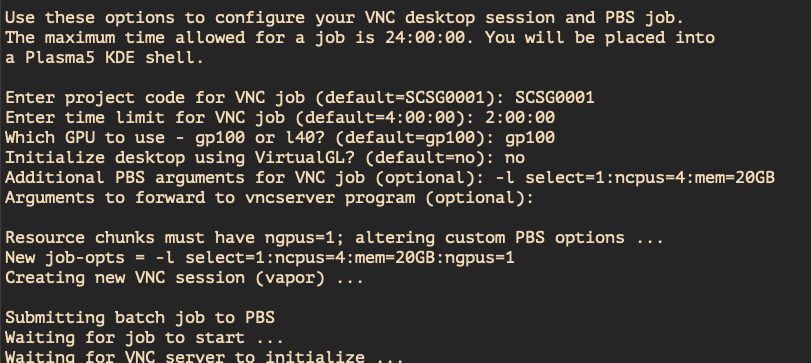 Use these options to configure your VNC desktop session and PBS job.
The maximum time allowed for a job is 24:00:00. You will be placed into
a Plasma5 KDE shell.
Enter project code for VNC job (default=SCSG0001): SCSG0001
Enter time limit for VNC job (default=4:00:00): 2:00:00
Which GPU to use - gp100 or l40? (default=gp100): gp100
Initialize desktop using VirtualGL? (default=no): no
Additional PBS arguments for VNC job (optional): -l select=1:ncpus=4:mem=20GB
Arguments to forward to vncserver program (optional):
Resource chunks must have ngpus=1; altering custom PBS options ...
New job-opts = -l select=1:ncpus=4:mem=20GB:ngpus=1
Creating new VNC session (vapor) ...
Submitting batch job to PBS
Waiting for job to start ...
Waiting for VNC server to initialize ...